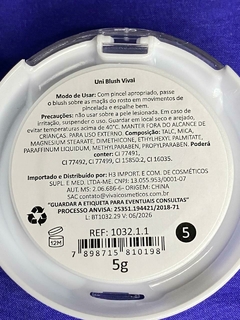 Uni Blush Vivai
Modo de Usar: Com pincel apropriado, passe
o blush sobre as maçãs do rosto em movimentos de
pincelada e espalhe bem.
Precauções: não usar sobre a pele lesionada. Em caso de
irritação, suspender o uso. Guardar em local seco e arejado,
evitar temperaturas acima de 40°C. MANTER FORA DO ALCANCE DE
CRIANÇAS. PARA USO EXTERNO. Composição: TALC, MICA,
MAGNESIUM STEARATE, DIMETHICONE, ETHYLHEXYL PALMITATE,
PARAFFINUM LIQUIDUM, METHYLPARABEN, PROPYLPARABEN. Poderá
conter: CI 77491,
CI 77492, CI 77499, CI 15850:2, CI 16035.
Importado e Distribuído por: H3 IMPORT. E COM. DE COSMÉTICOS
SUPL. E MED. LTDA-ME. CNPJ: 13.055.953/0001-07
AUT. MS: 2.06.686-6 - ORIGEM: CHINA
SAC contato@vivaicosmeticos.com.br
"GUARDAR A ETIQUETA PARA EVENTUAIS CONSULTAS"
PROCESSO ANVISA: 25351.194421/2018-71
L: BT1032.29 V: 06/2026
12M
REF: 1032.1.1
5
7 898715 810198
5g